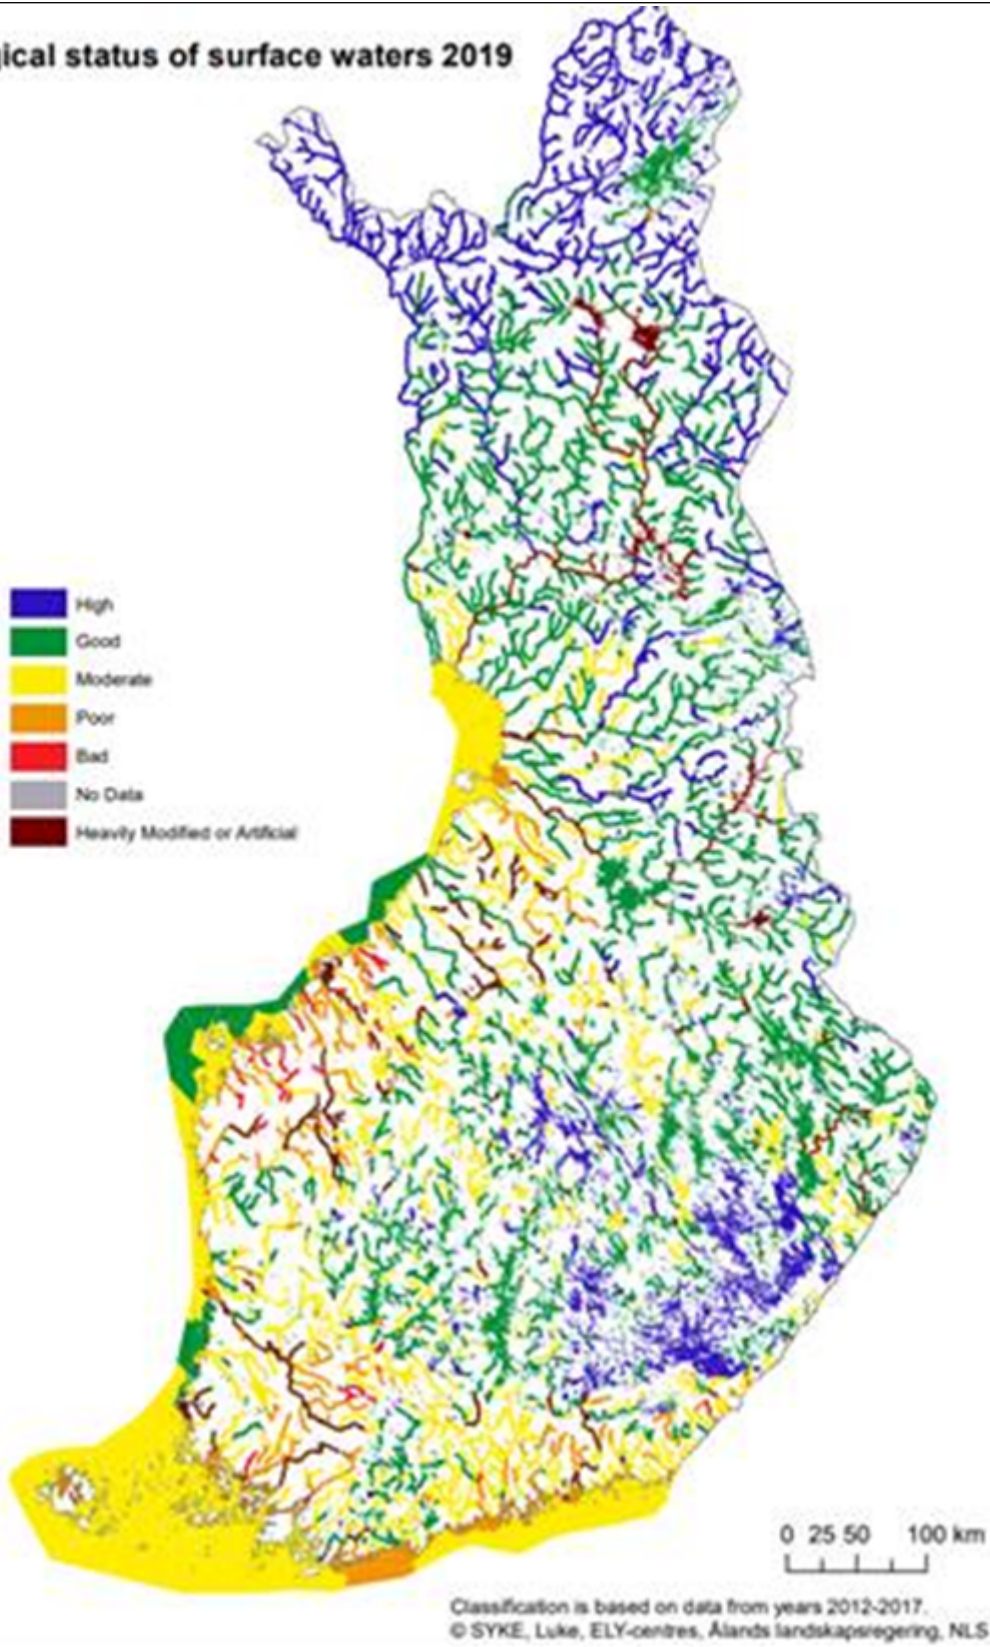 gical status of surface waters 2019
High
Good
Moderate
Poor
Bad
No Data
Heavily Modified or Artificial
0 25 50 100 km
Classification is based on data from years 2012-2017.
© SYKE, Luke, ELY-centres, Ålands landskapsregering, NLS